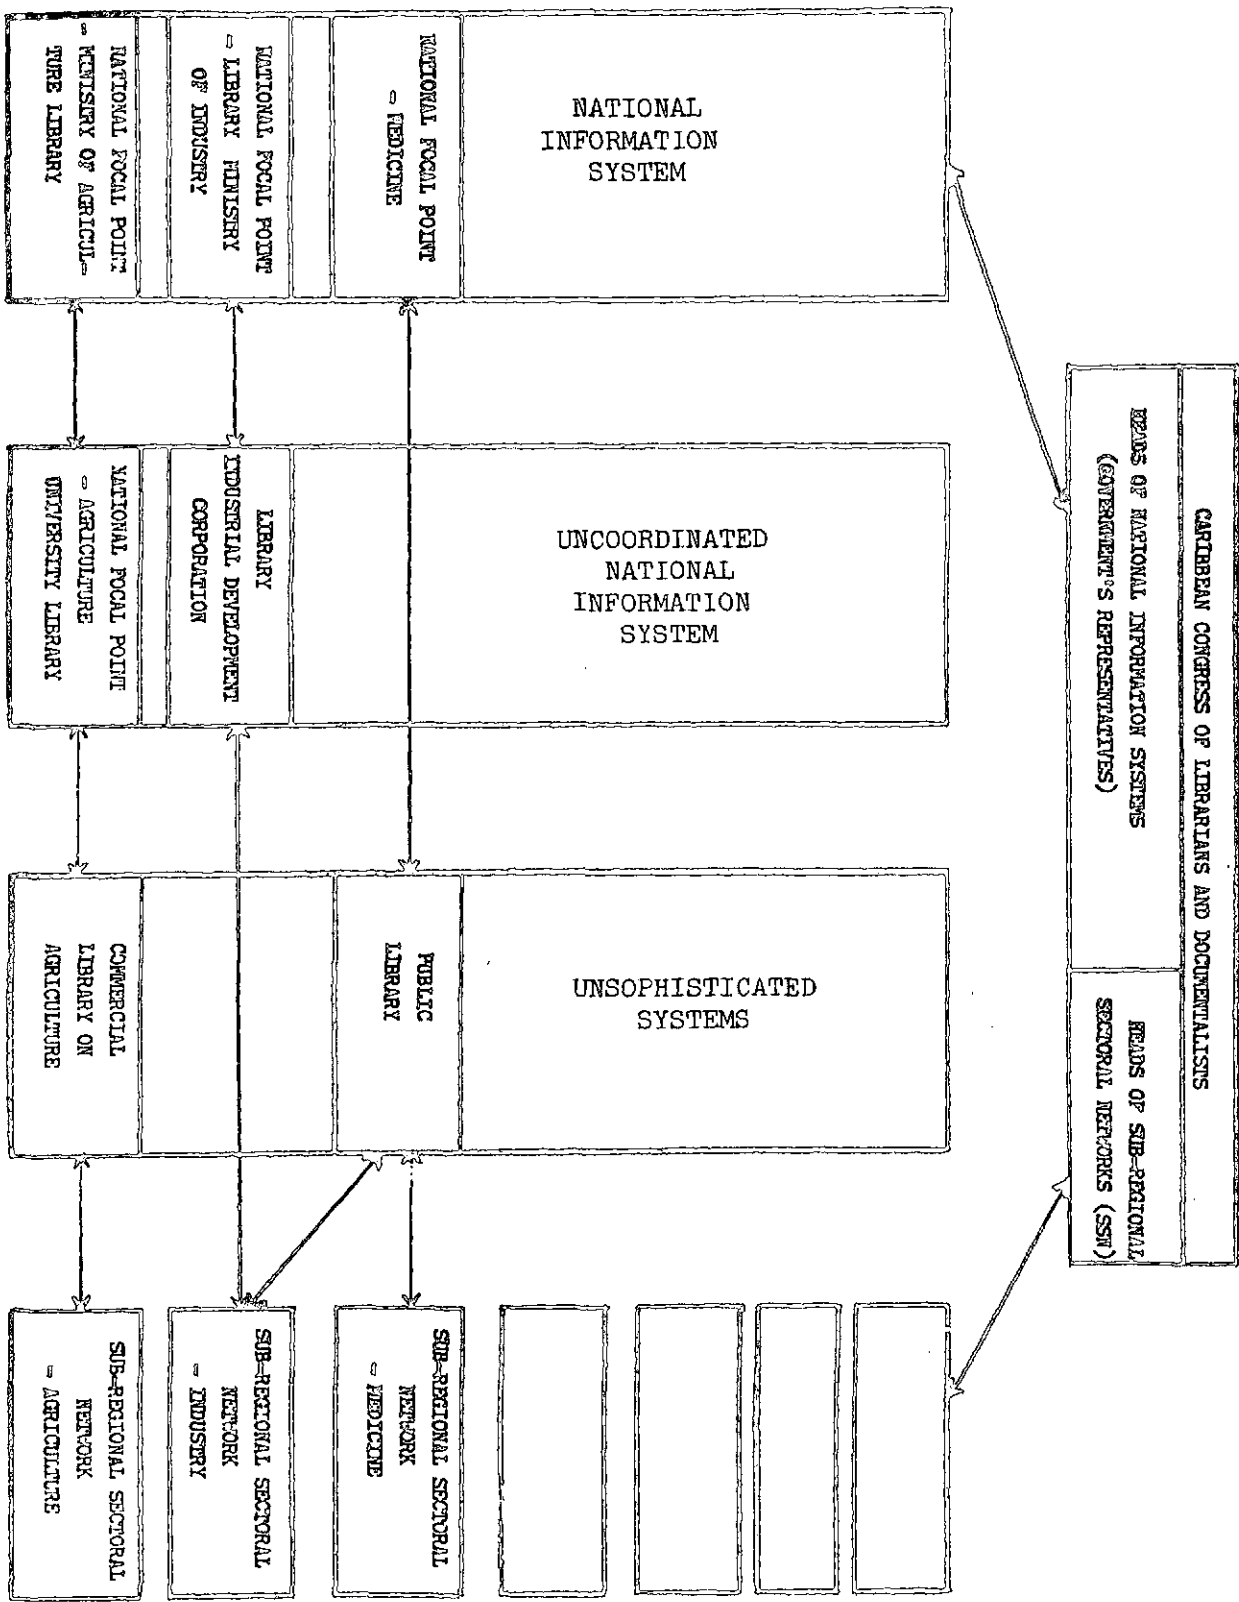 CARIBBEAN CONGRESS OF LIBRARIANS AND DOCUMENTALISTS
HEADS OF NATIONAL INFORMATION SYSTEMS
(GOVERNMENT'S REPRESENTATIVES)
HEADS OF SUB-REGIONAL
SECTORAL NETWORKS (SSN)
NATIONAL
INFORMATION
SYSTEM
NATIONAL FOCAL POINT
- MEDICINE
NATIONAL FOCAL POINT
- LIBRARY MINISTRY
OF INDUSTRY
NATIONAL FOCAL POINT
- MINISTRY OF AGRICUL-
TURE LIBRARY
UNCOORDINATED
NATIONAL
INFORMATION
SYSTEM
LIBRARY
INDUSTRIAL DEVELOPMENT
CORPORATION
NATIONAL FOCAL POINT
- AGRICULTURE
UNIVERSITY LIBRARY
UNSOPHISTICATED
SYSTEMS
PUBLIC
LIBRARY
COMMERCIAL
LIBRARY ON
AGRICULTURE
SUB-REGIONAL SECTORAL
NETWORK
- MEDICINE
SUB-REGIONAL SECTORAL
NETWORK
- INDUSTRY
SUB-REGIONAL SECTORAL
NETWORK
- AGRICULTURE